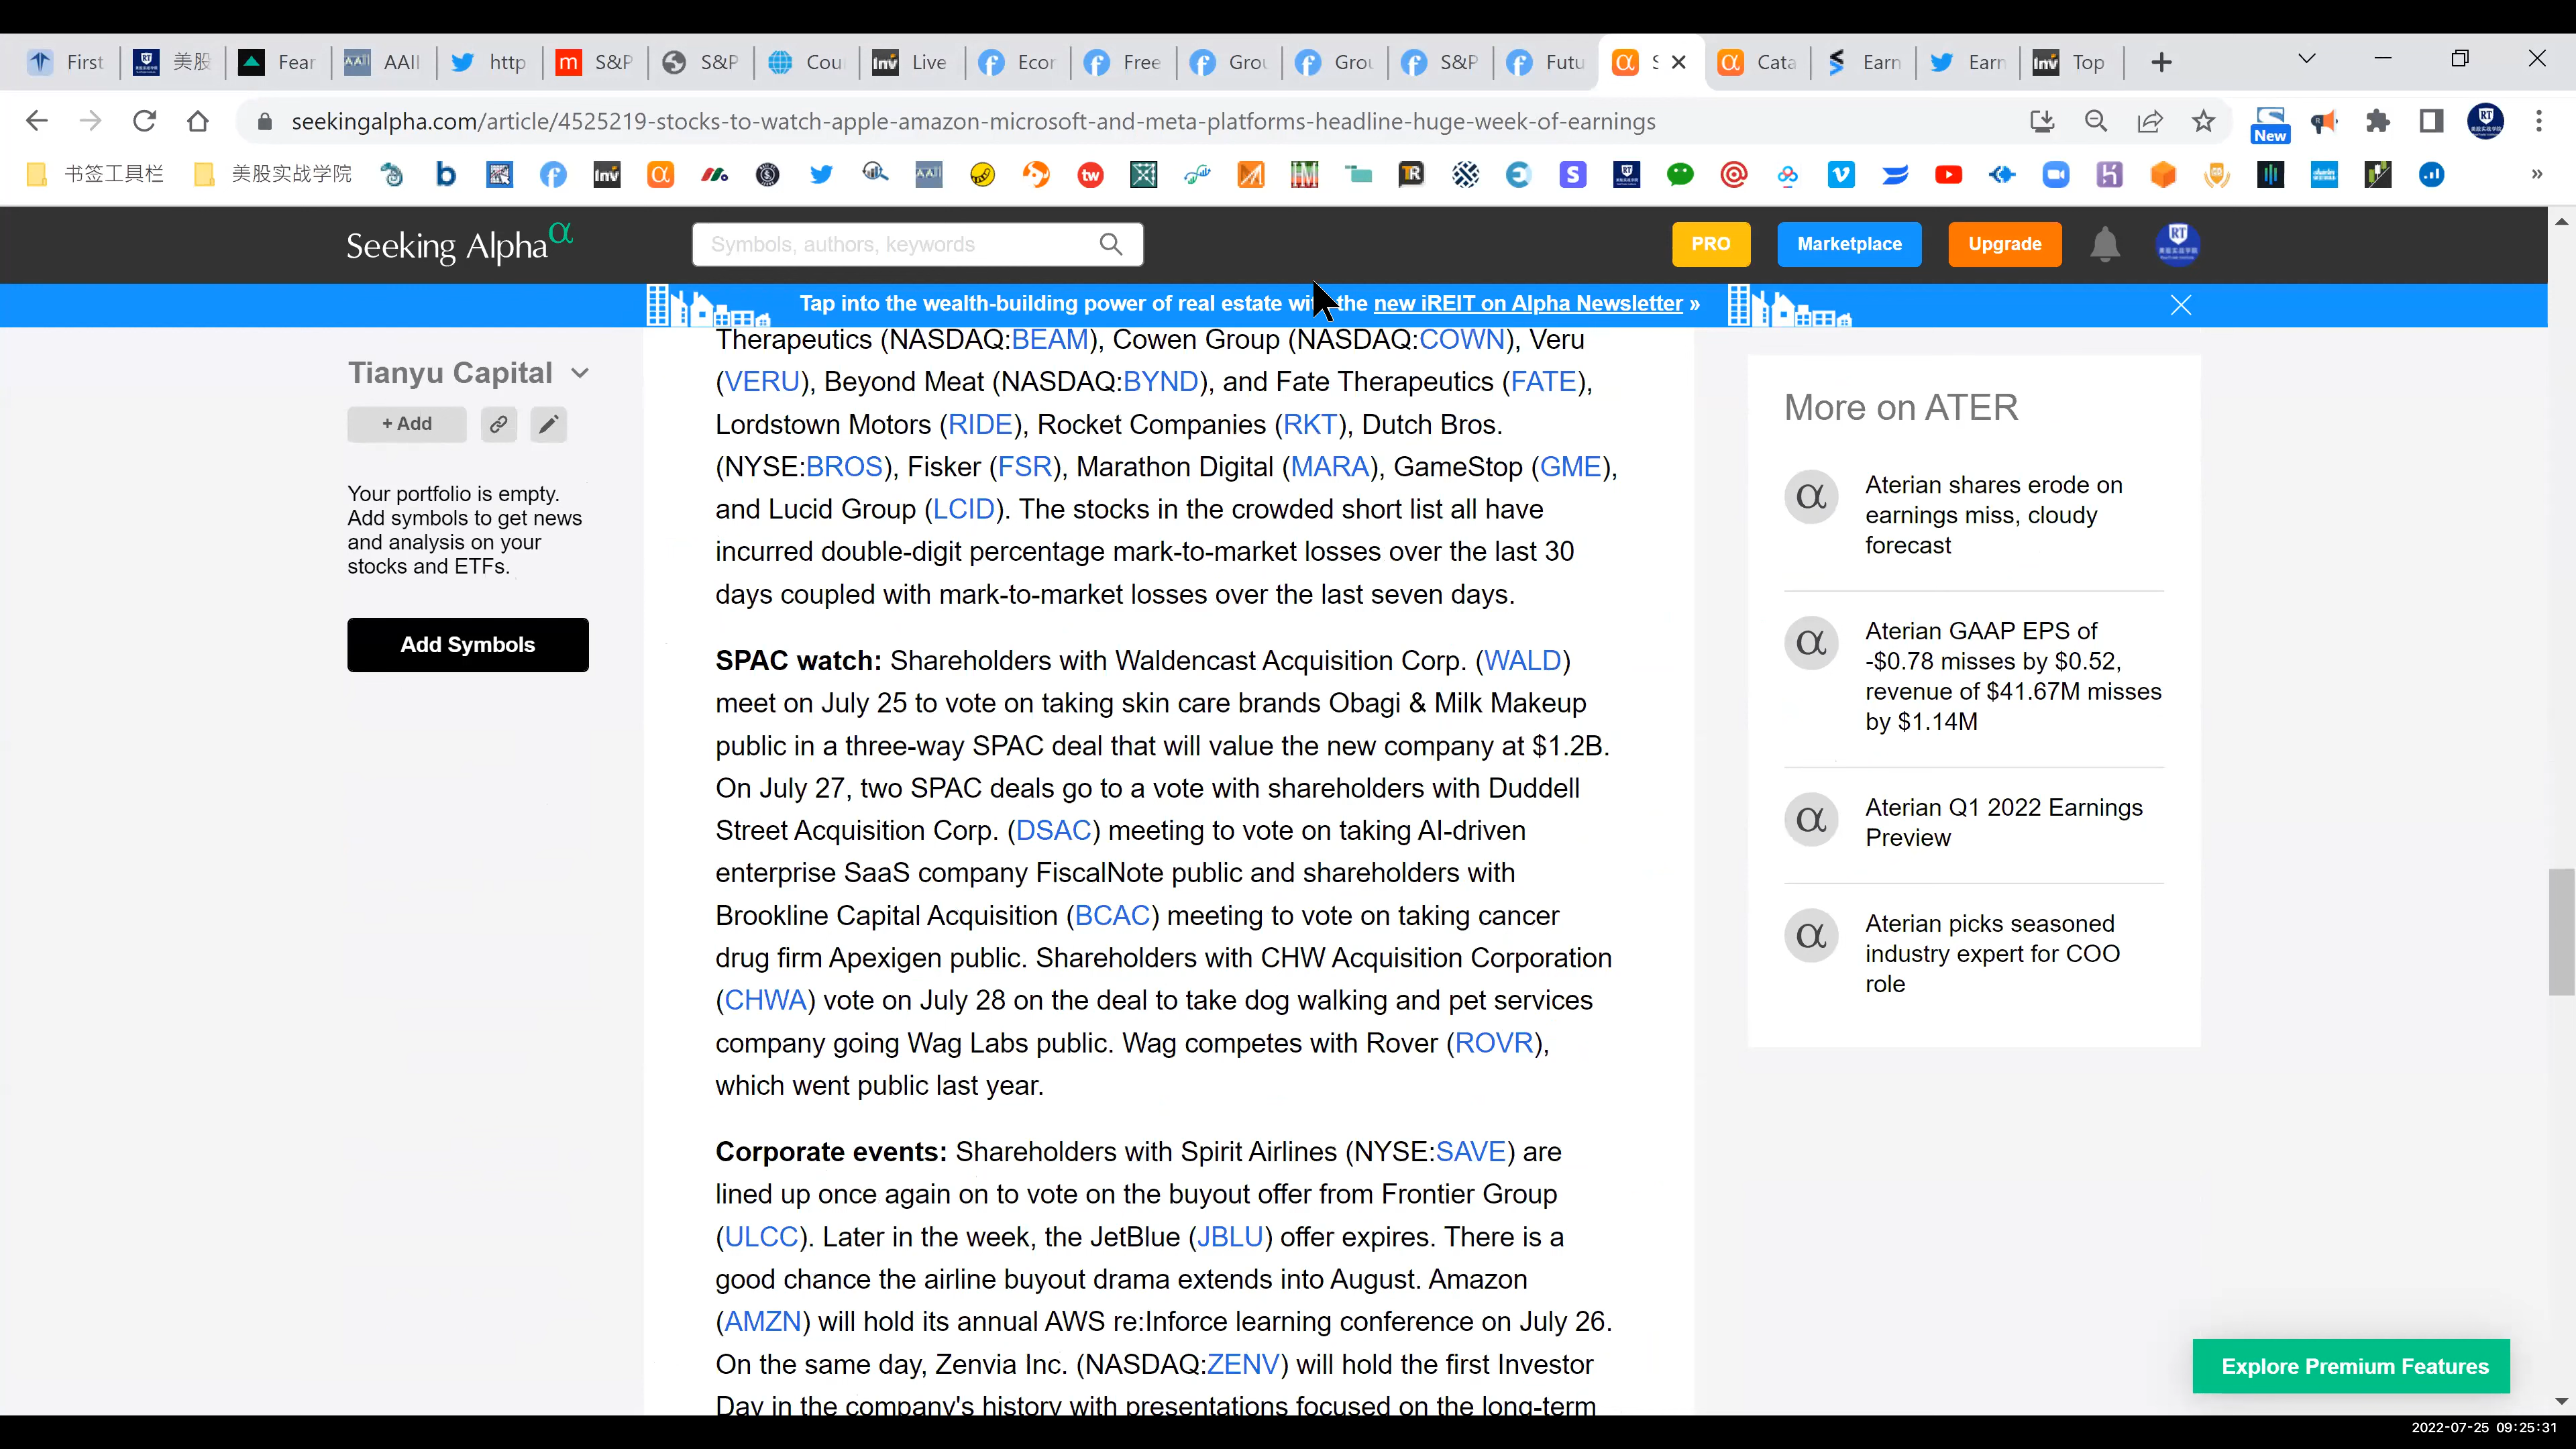 First
美股
Fear
AAII
http
S&P
S&P
Cou
Live
Ecor
Free
Grou
Grou
S&P
Futu
S
Cata
Earn
Earn
Top
seekingalpha.com/article/4525219-stocks-to-watch-apple-amazon-microsoft-and-meta-platforms-headline-huge-week-of-earnings
New
书签工具栏
美股实战学院
Seeking Alpha α
Symbols, authors, keywords
PRO
Marketplace
Upgrade
Tap into the wealth-building power of real estate with the new iREIT on Alpha Newsletter »
Tianyu Capital
+ Add
Your portfolio is empty.
Add symbols to get news
and analysis on your
stocks and ETFs.
Add Symbols
Therapeutics (NASDAQ:BEAM), Cowen Group (NASDAQ:COWN), Veru
(VERU), Beyond Meat (NASDAQ:BYND), and Fate Therapeutics (FATE),
Lordstown Motors (RIDE), Rocket Companies (RKT), Dutch Bros.
(NYSE:BROS), Fisker (FSR), Marathon Digital (MARA), GameStop (GME),
and Lucid Group (LCID). The stocks in the crowded short list all have
incurred double-digit percentage mark-to-market losses over the last 30
days coupled with mark-to-market losses over the last seven days.
SPAC watch: Shareholders with Waldencast Acquisition Corp. (WALD)
meet on July 25 to vote on taking skin care brands Obagi & Milk Makeup
public in a three-way SPAC deal that will value the new company at $1.2B.
On July 27, two SPAC deals go to a vote with shareholders with Duddell
Street Acquisition Corp. (DSAC) meeting to vote on taking AI-driven
enterprise SaaS company FiscalNote public and shareholders with
Brookline Capital Acquisition (BCAC) meeting to vote on taking cancer
drug firm Apexigen public. Shareholders with CHW Acquisition Corporation
(CHWA) vote on July 28 on the deal to take dog walking and pet services
company going Wag Labs public. Wag competes with Rover (ROVR),
which went public last year.
Corporate events: Shareholders with Spirit Airlines (NYSE:SAVE) are
lined up once again on to vote on the buyout offer from Frontier Group
(ULCC). Later in the week, the JetBlue (JBLU) offer expires. There is a
good chance the airline buyout drama extends into August. Amazon
(AMZN) will hold its annual AWS re:Inforce learning conference on July 26.
On the same day, Zenvia Inc. (NASDAQ:ZENV) will hold the first Investor
Day in the company's history with presentations focused on the long-term
More on ATER
Aterian shares erode on
earnings miss, cloudy
forecast
Aterian GAAP EPS of
-$0.78 misses by $0.52,
revenue of $41.67M misses
by $1.14M
Aterian Q1 2022 Earnings
Preview
Aterian picks seasoned
industry expert for COO
role
Explore Premium Features
2022-07-25 09:25:31